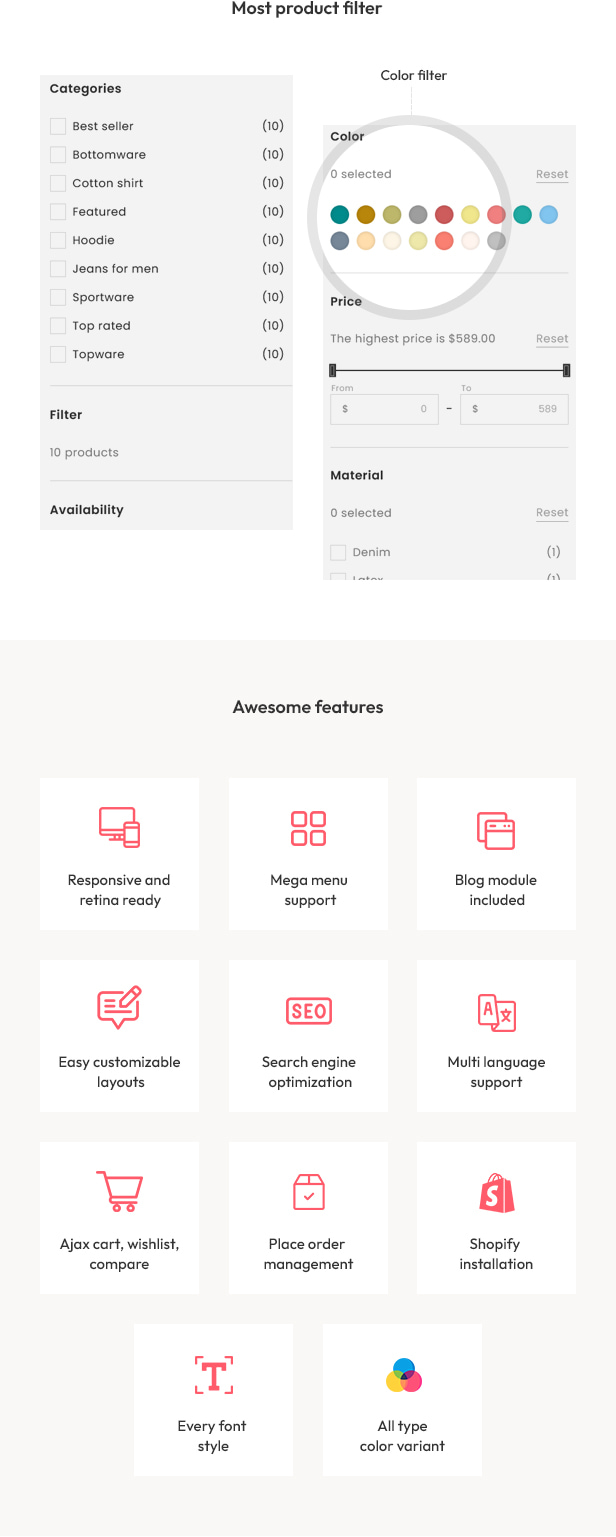 Most product filter
Categories
Best seller (10)
Bottomware (10)
Cotton shirt (10)
Featured (10)
Hoodie (10)
Jeans for men (10)
Sportware (10)
Top rated (10)
Topware (10)
Filter
10 products
Availability
Color filter
Color
0 selected Reset
Price
The highest price is $589.00 Reset
From To
$ 0 - $ 589
Material
0 selected Reset
Denim (1)
Latex (1)
Awesome features
Responsive and
retina ready
Mega menu
support
Blog module
included
Easy customizable
layouts
SEO
Search engine
optimization
A 文
Multi language
support
Ajax cart, wishlist,
compare
Place order
management
S
Shopify
installation
T
Every font
style
All type
color variant